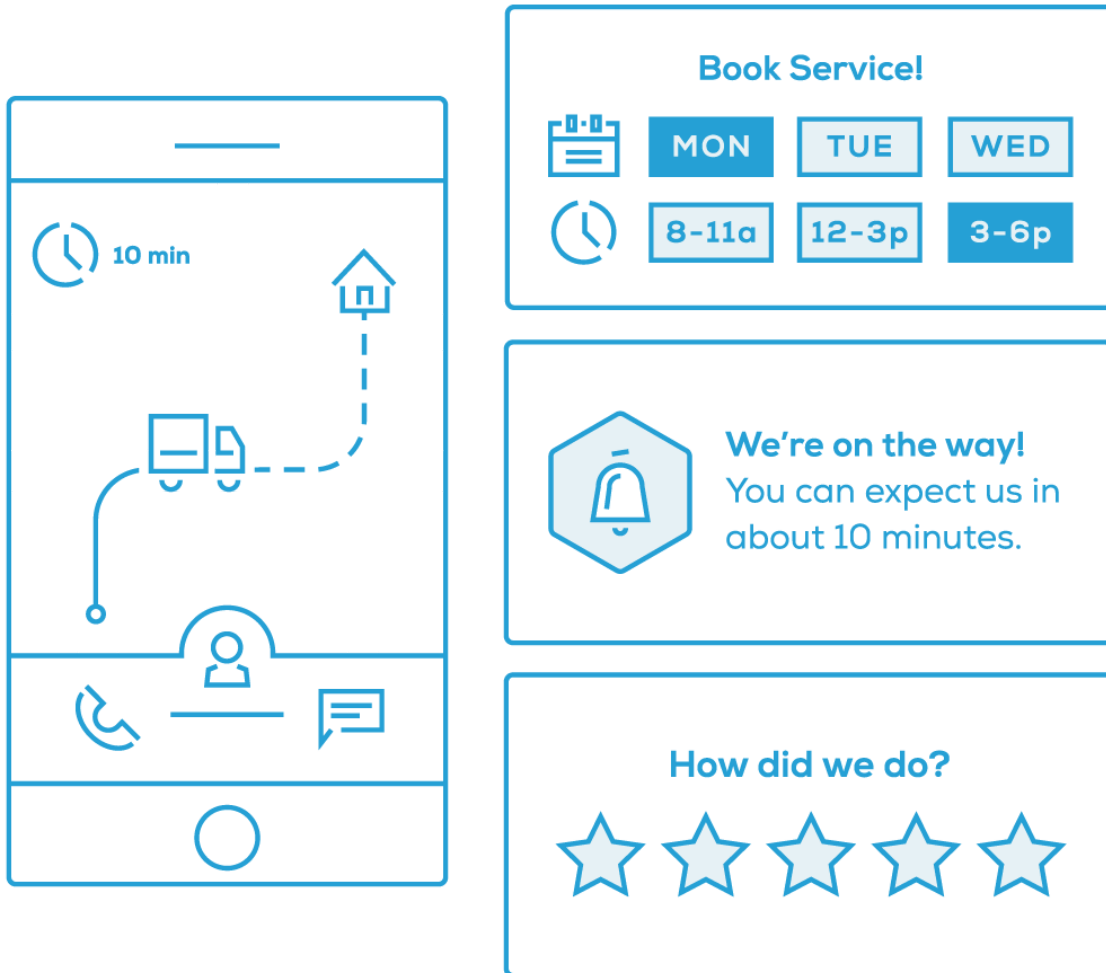 10 min
Book Service!
MON TUE WED
8-11a 12-3p 3-6p
We're on the way!
You can expect us in
about 10 minutes.
How did we do?